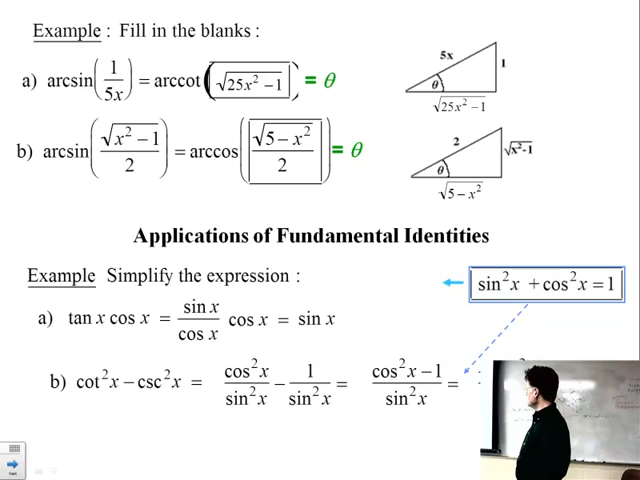 Example : Fill in the blanks :
a) arcsin(1/5x) = arccot(√25x² − 1) = θ
5x
1
θ
√25x² − 1
b) arcsin(√x² − 1/2) = arccos(√5 − x²/2) = θ
2
√x²-1
θ
√5 − x²
Applications of Fundamental Identities
Example Simplify the expression :
sin²x + cos²x = 1
a) tan x cos x = sin x/cos x cos x = sin x
b) cot²x − csc²x = cos²x/sin²x − 1/sin²x = cos²x − 1/sin²x =